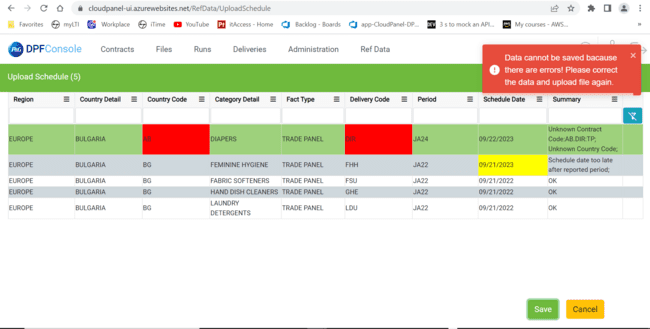 cloudpanel-ui.azurewebsites.net/RefData/UploadSchedule
Favorites myLTI Workplace iTime YouTube itAccess - Home Backlog - Boards app-CloudPanel-DP... 3 s to mock an API... My courses - AWS...
P&G DPFConsole Contracts Files Runs Deliveries Administration Ref Data
Data cannot be saved bacause
there are errors! Please correct
the data and upload file again.
Upload Schedule (5)
Region Country Detail Country Code Category Detail Fact Type Delivery Code Period Schedule Date Summary
EUROPE BULGARIA DIAPERS TRADE PANEL JA24 09/22/2023 Unknown Contract
Code:AB.DIR.TP;
Unknown Country Code;
EUROPE BULGARIA BG FEMININE HYGIENE TRADE PANEL FHH JA22 09/21/2023 Schedule date too late
after reported period;
EUROPE BULGARIA BG FABRIC SOFTENERS TRADE PANEL FSU JA22 09/21/2022 OK
EUROPE BULGARIA BG HAND DISH CLEANERS TRADE PANEL GHE JA22 09/21/2022 OK
EUROPE BULGARIA BG LAUNDRY
DETERGENTS TRADE PANEL LDU JA22 09/21/2022 OK
Save Cancel